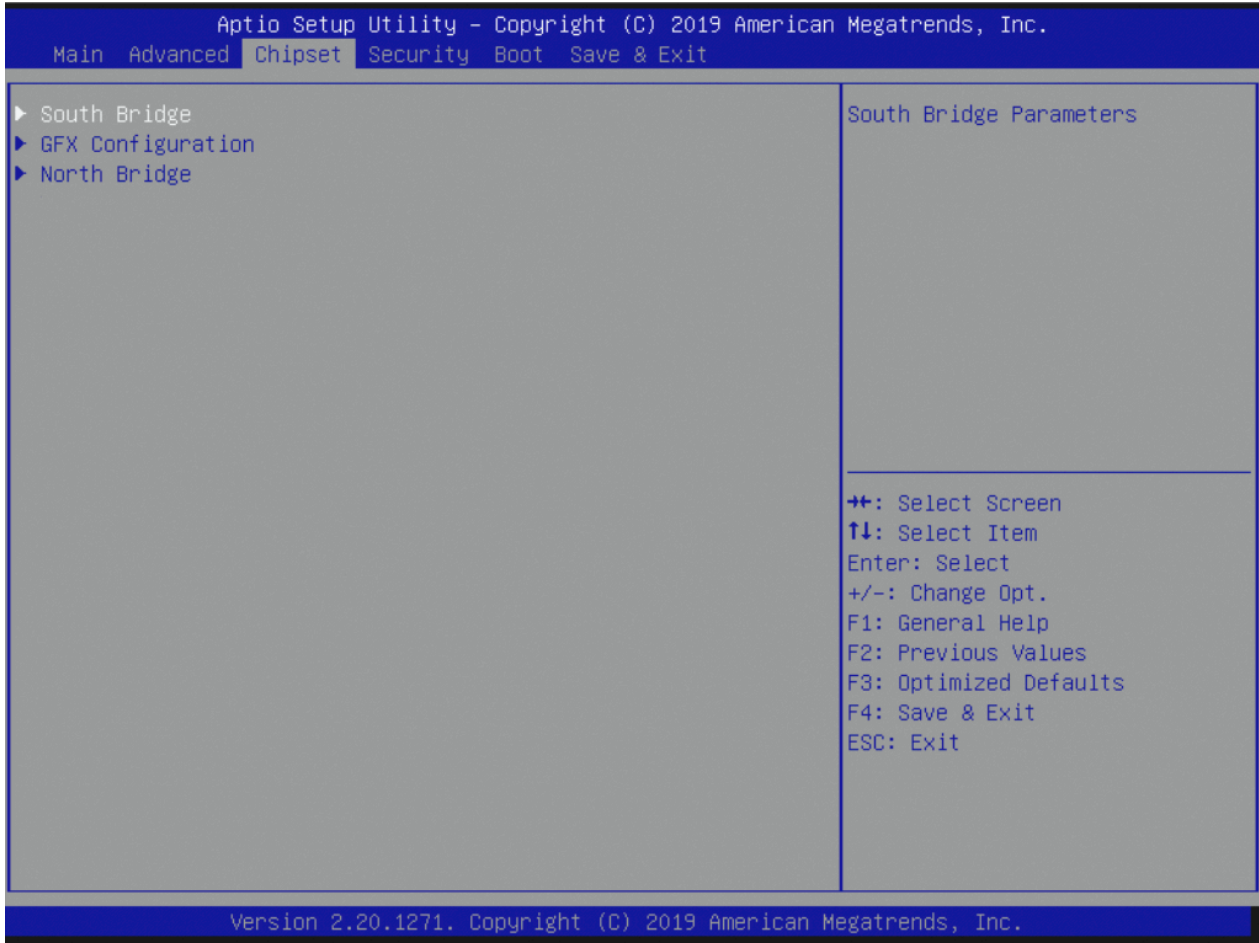 Aptio Setup Utility – Copyright (C) 2019 American Megatrends, Inc.
Main Advanced Chipset Security Boot Save & Exit
▶ South Bridge
▶ GFX Configuration
▶ North Bridge
South Bridge Parameters
→←: Select Screen
↑↓: Select Item
Enter: Select
+/-: Change Opt.
F1: General Help
F2: Previous Values
F3: Optimized Defaults
F4: Save & Exit
ESC: Exit
Version 2.20.1271. Copyright (C) 2019 American Megatrends, Inc.